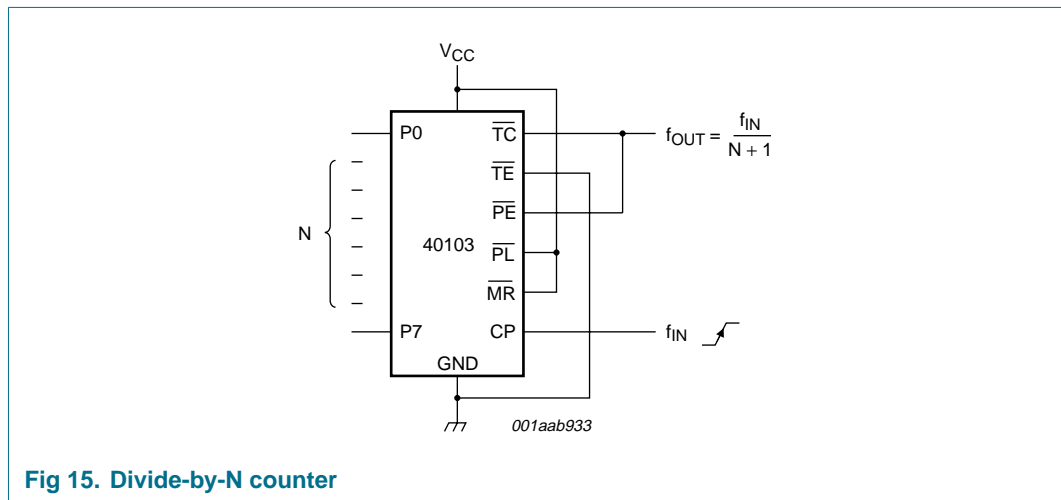 VCC
P0
TC
fOUT = fIN / N + 1
TE
PE
N
40103
PL
MR
P7
CP
fIN
GND
001aab933
Fig 15. Divide-by-N counter